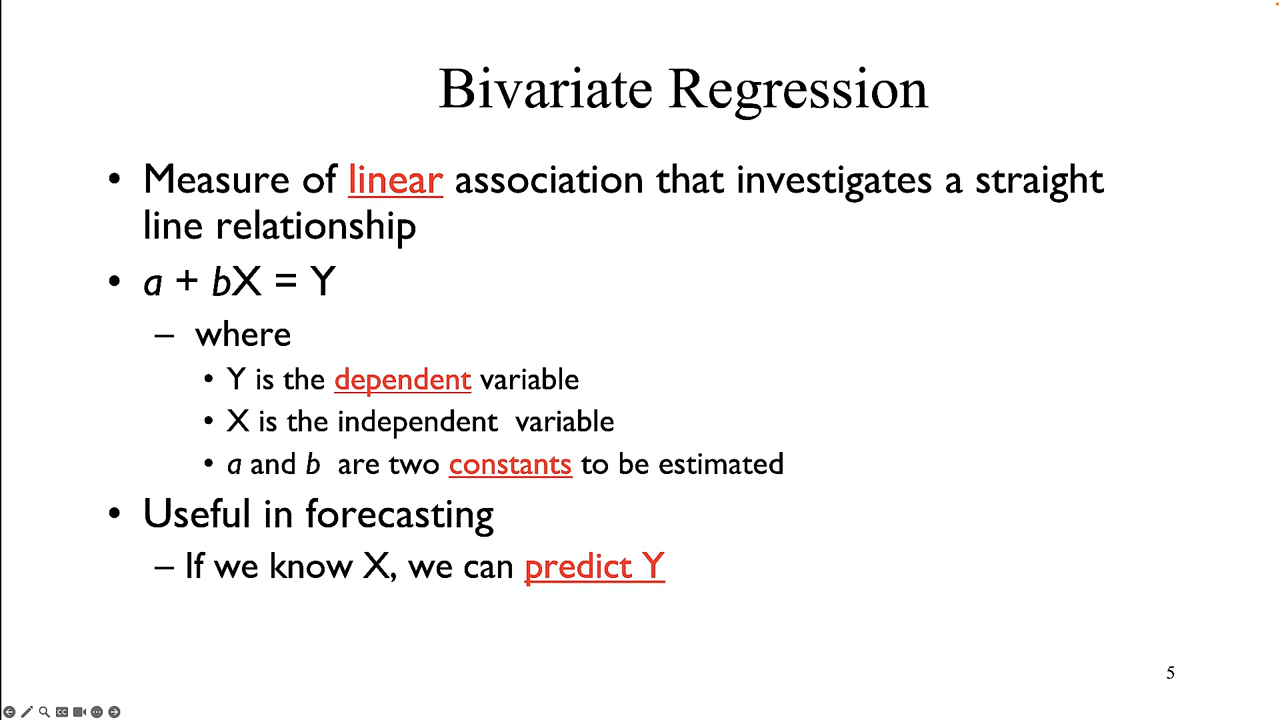 Bivariate Regression
• Measure of linear association that investigates a straight
line relationship
• a + bX = Y
– where
• Y is the dependent variable
• X is the independent variable
• a and b are two constants to be estimated
• Useful in forecasting
– If we know X, we can predict Y
5